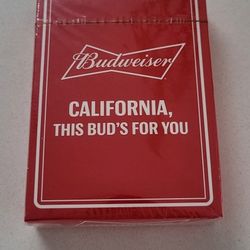 Budweiser
CALIFORNIA,
THIS BUD'S FOR YOU